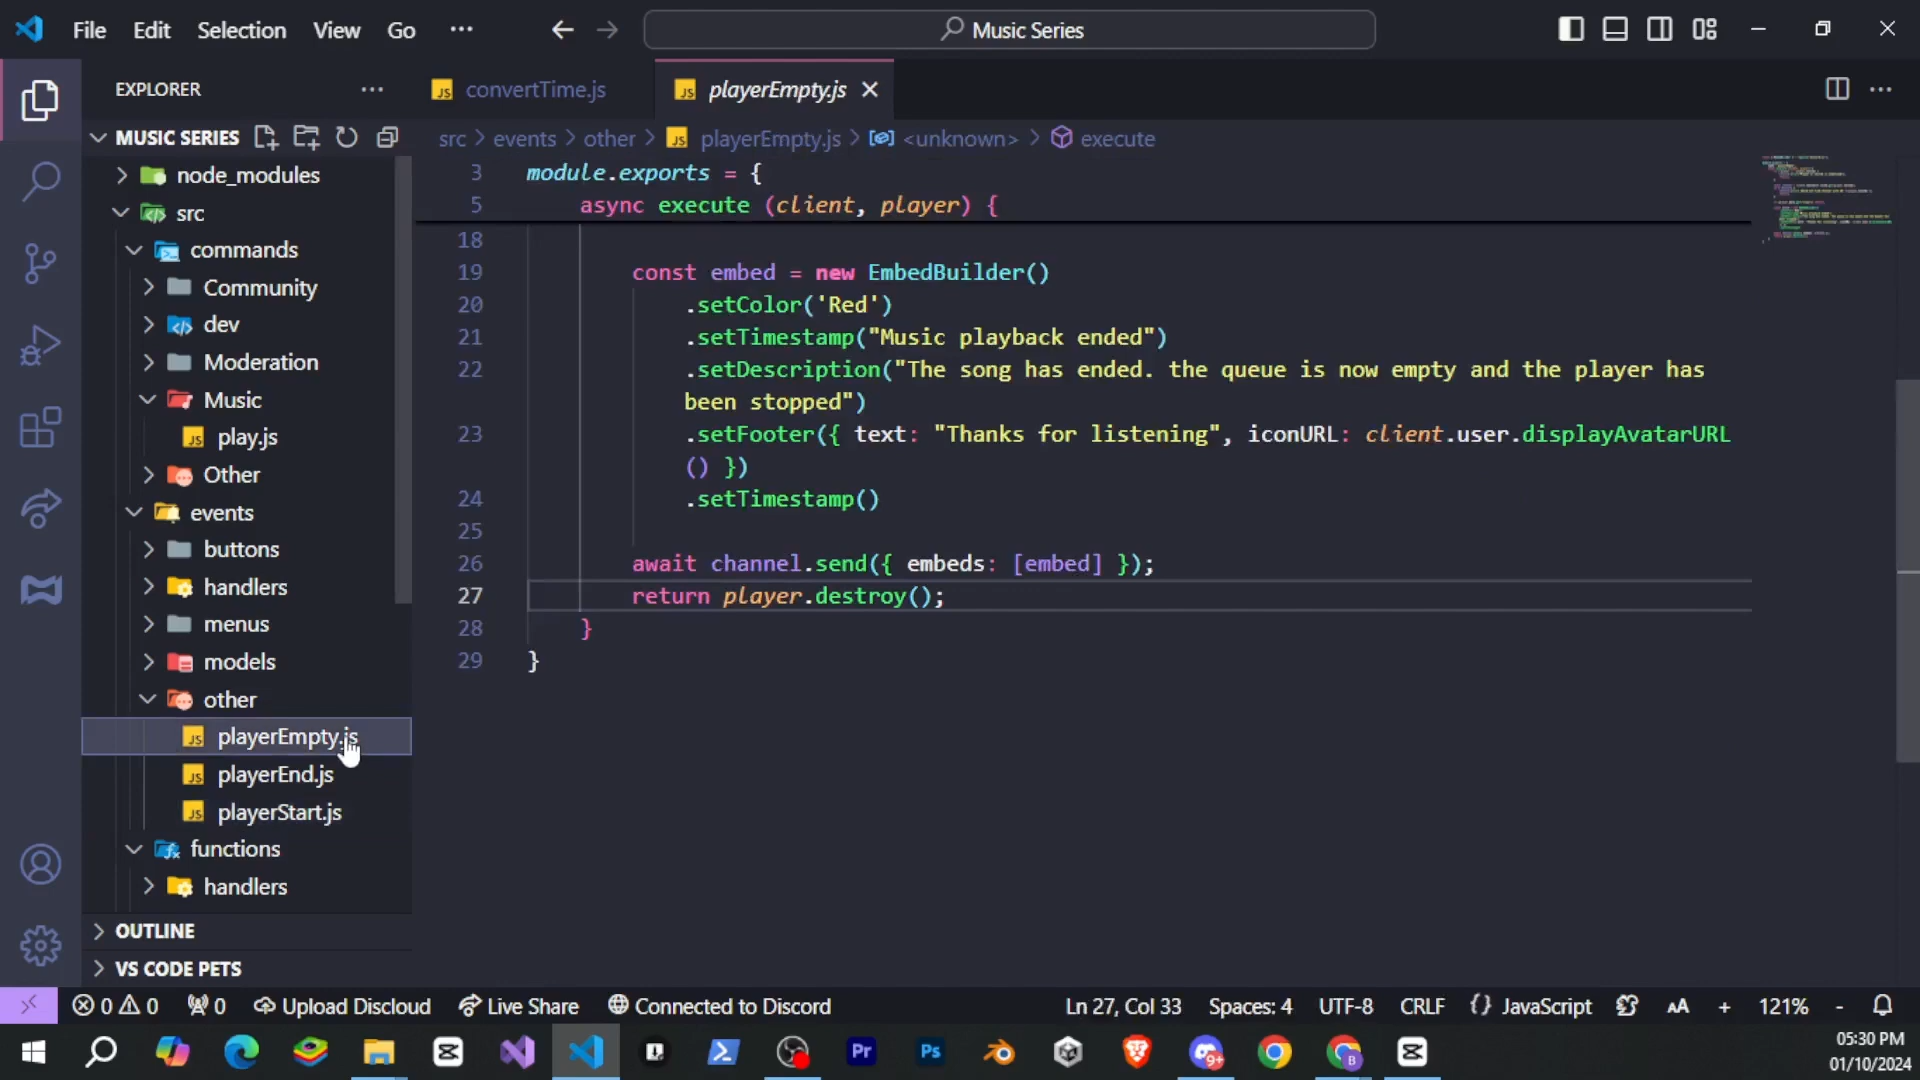 File Edit Selection View Go ··· Music Series
EXPLORER ···
convertTime.js playerEmpty.js
MUSIC SERIES
src > events > other > playerEmpty.js > <unknown> > execute
node_modules
src
commands
Community
dev
Moderation
Music
play.js
Other
events
buttons
handlers
menus
models
other
playerEmpty.js
playerEnd.js
playerStart.js
functions
handlers
OUTLINE
VS CODE PETS
3 module.exports = {
5 async execute (client, player) {
18
19 const embed = new EmbedBuilder()
20 .setColor('Red')
21 .setTimestamp("Music playback ended")
22 .setDescription("The song has ended. the queue is now empty and the player has
been stopped")
23 .setFooter({ text: "Thanks for listening", iconURL: client.user.displayAvatarURL
() })
24 .setTimestamp()
25
26 await channel.send({ embeds: [embed] });
27 return player.destroy();
28 }
29 }
0 0 0 Upload Discloud Live Share Connected to Discord Ln 27, Col 33 Spaces: 4 UTF-8 CRLF {} JavaScript AA + 121% -
Pr Ps 9+ B
05:30 PM
01/10/2024